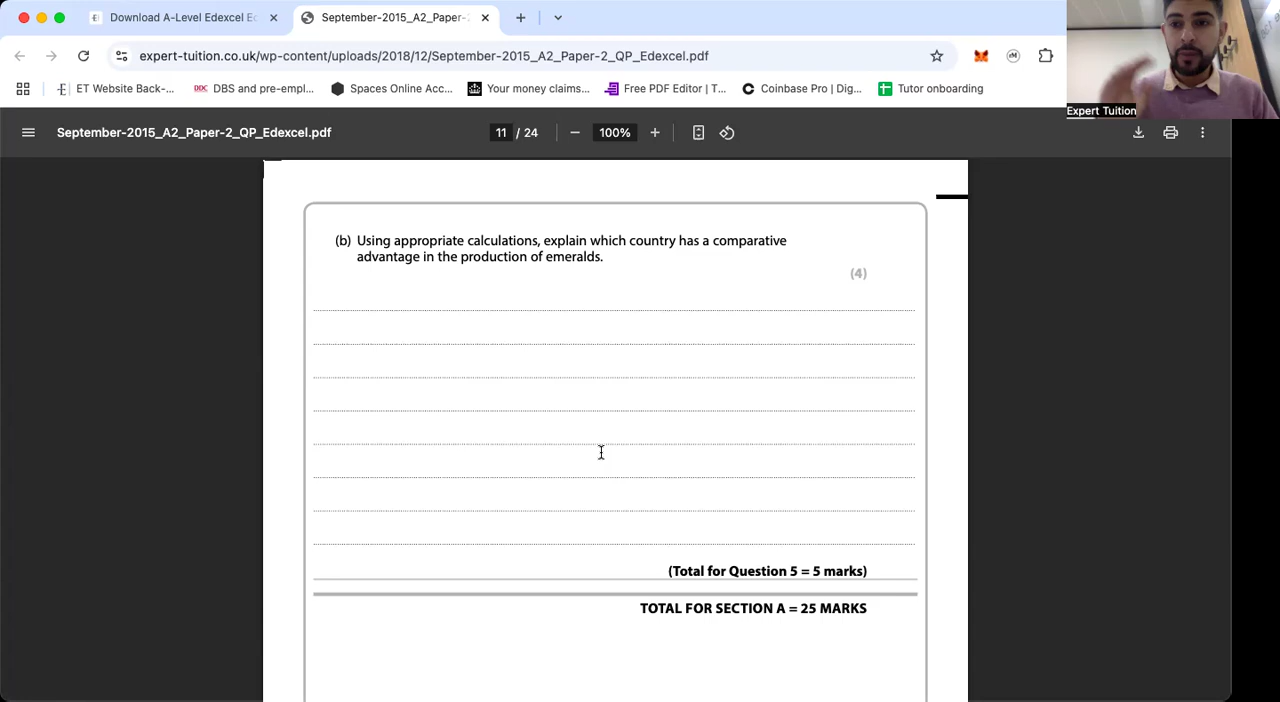 Download A-Level Edexcel Ec
September-2015_A2_Paper-2
expert-tuition.co.uk/wp-content/uploads/2018/12/September-2015_A2_Paper-2_QP_Edexcel.pdf
ET Website Back-...
DBS and pre-empl...
Spaces Online Acc...
Your money claims...
Free PDF Editor | T...
Coinbase Pro | Dig...
Tutor onboarding
Expert Tuition
September-2015_A2_Paper-2_QP_Edexcel.pdf
11 / 24
100%
(b) Using appropriate calculations, explain which country has a comparative
advantage in the production of emeralds.
(4)
(Total for Question 5 = 5 marks)
TOTAL FOR SECTION A = 25 MARKS